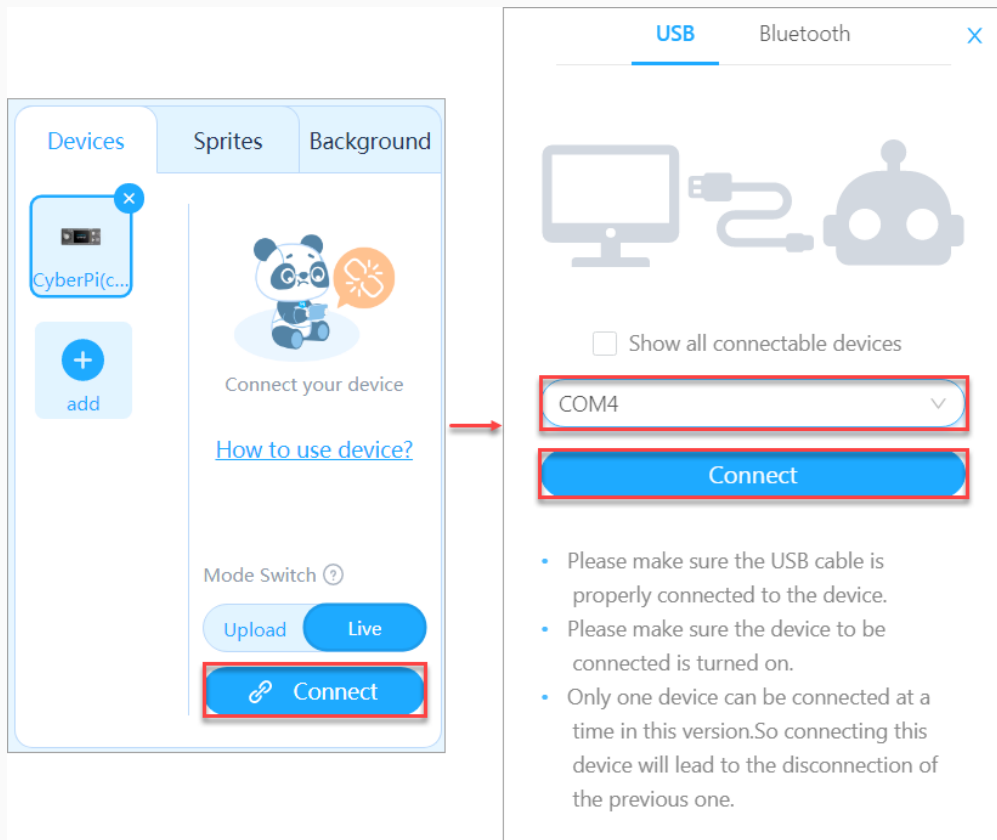 Devices
Sprites
Background
CyberPi(c...
add
Connect your device
How to use device?
Mode Switch ?
Upload
Live
Connect
USB
Bluetooth
Show all connectable devices
COM4
Connect
• Please make sure the USB cable is
properly connected to the device.
• Please make sure the device to be
connected is turned on.
• Only one device can be connected at a
time in this version.So connecting this
device will lead to the disconnection of
the previous one.